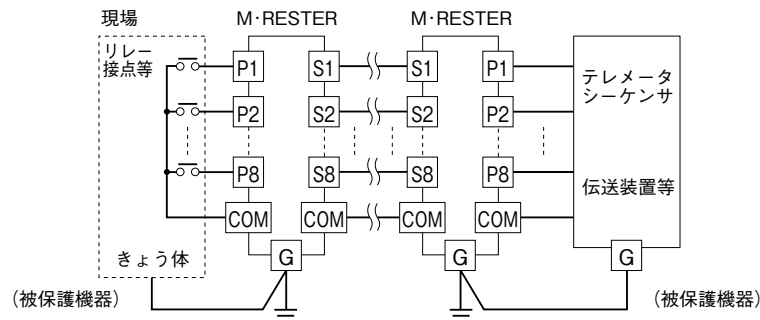 現場 M·RESTER M·RESTER
リレー
接点等
P1 S1 S1 P1
テレメータ
シーケンサ
P2 S2 S2 P2
P8 S8 S8 P8
伝送装置等
COM COM COM COM
きょう体 G G G
(被保護機器) (被保護機器)